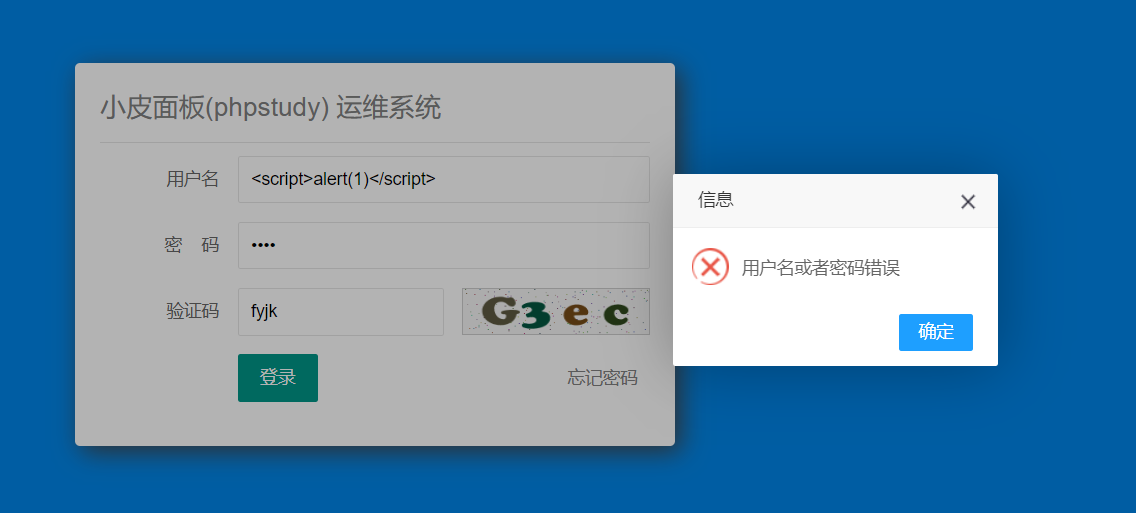 小皮面板(phpstudy) 运维系统
用户名 <script>alert(1)</script>
密 码 ••••
验证码 fyjk G3ec
登录 忘记密码
信息
用户名或者密码错误
确定